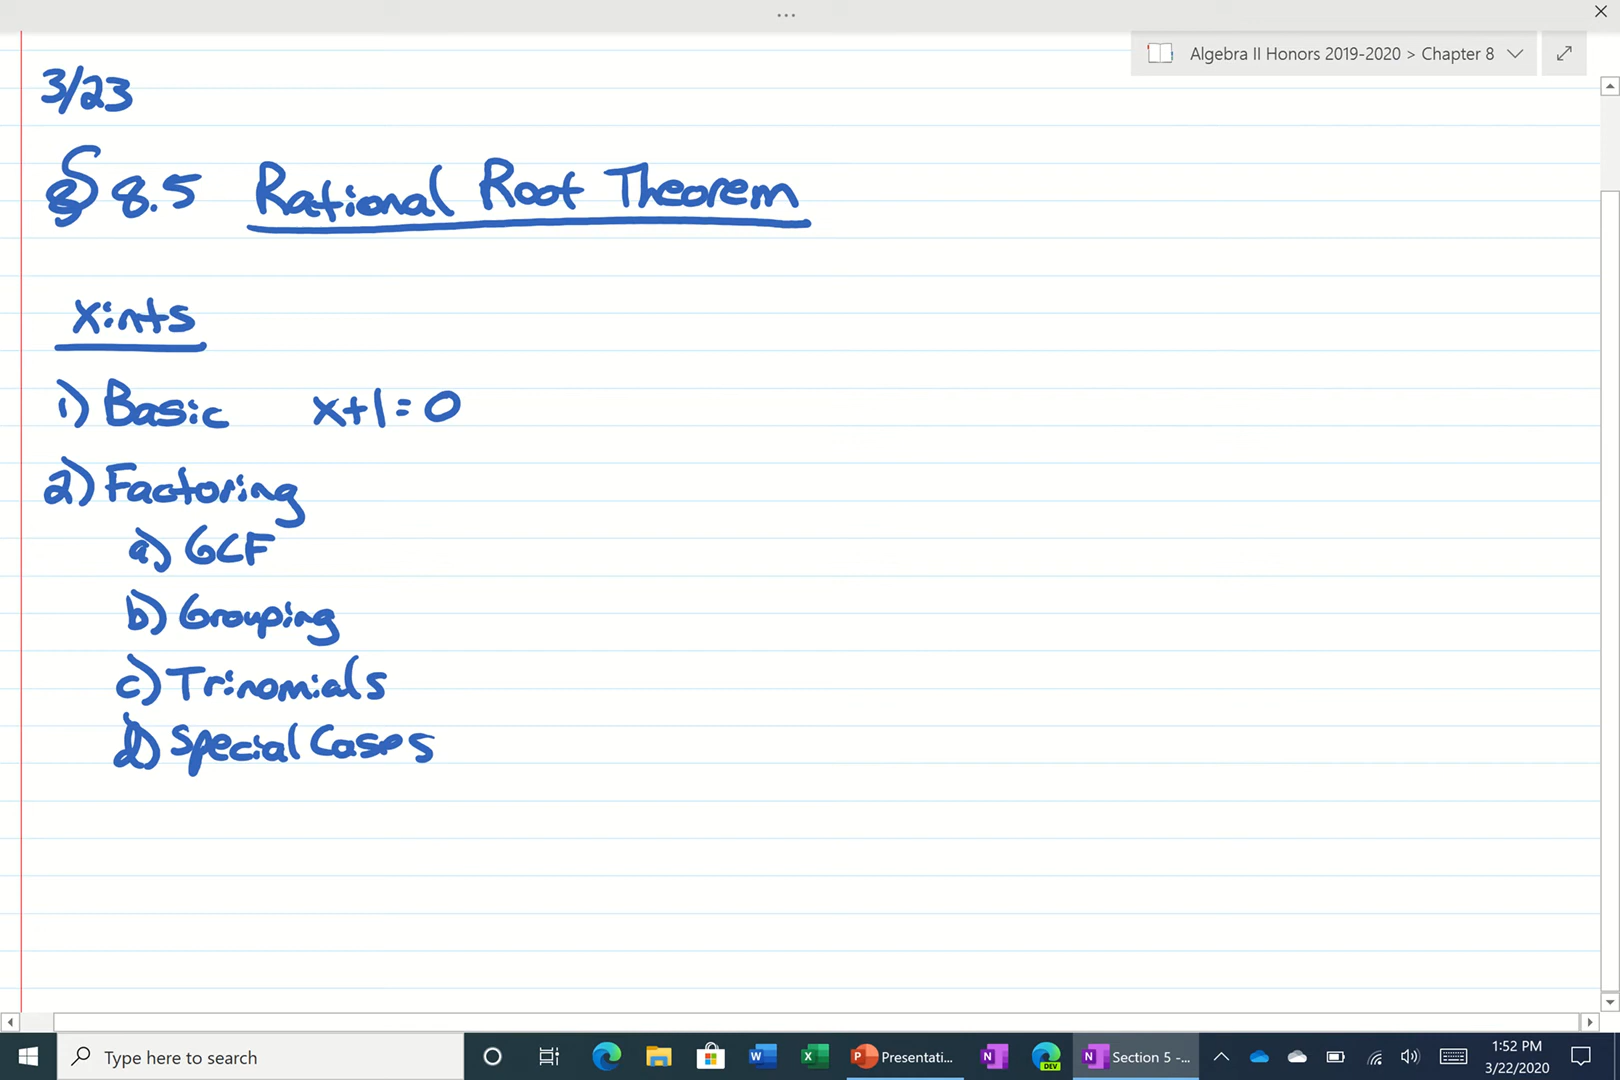 Algebra II Honors 2019-2020 > Chapter 8
3/23
§ 8.5 Rational Root Theorem
x ints
1) Basic x+1=0
2) Factoring
a) GCF
b) Grouping
c) Trinomials
d) Special Cases
Type here to search
Presentati...
DEV
Section 5 -...
1:52 PM
3/22/2020